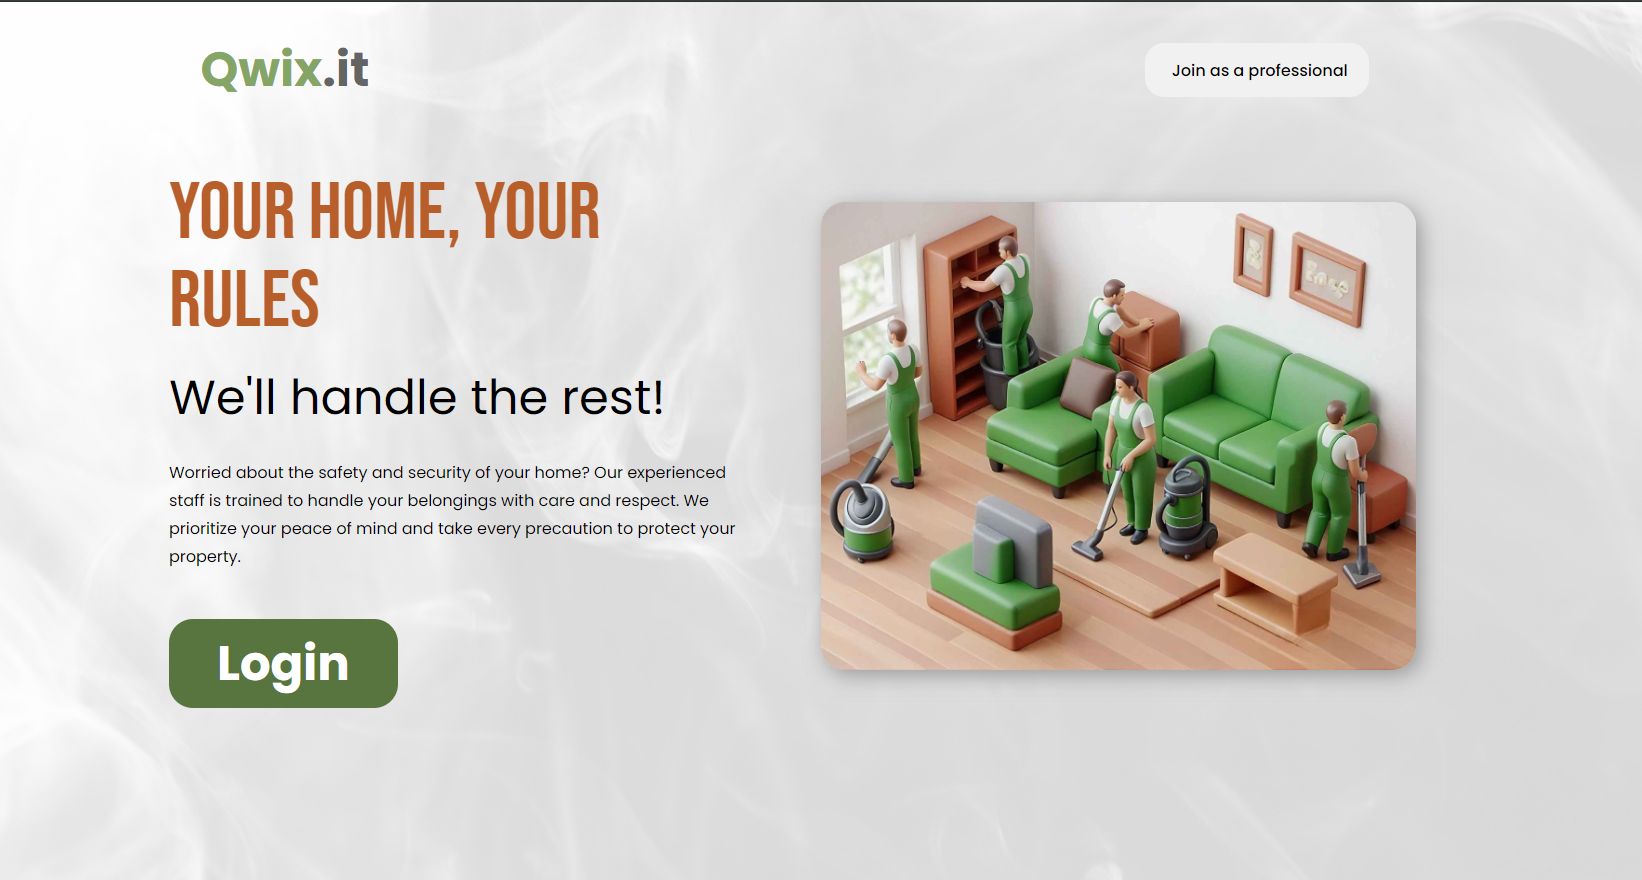 Qwix.it
Join as a professional
YOUR HOME, YOUR
RULES
We'll handle the rest!
Worried about the safety and security of your home? Our experienced
staff is trained to handle your belongings with care and respect. We
prioritize your peace of mind and take every precaution to protect your
property.
Login